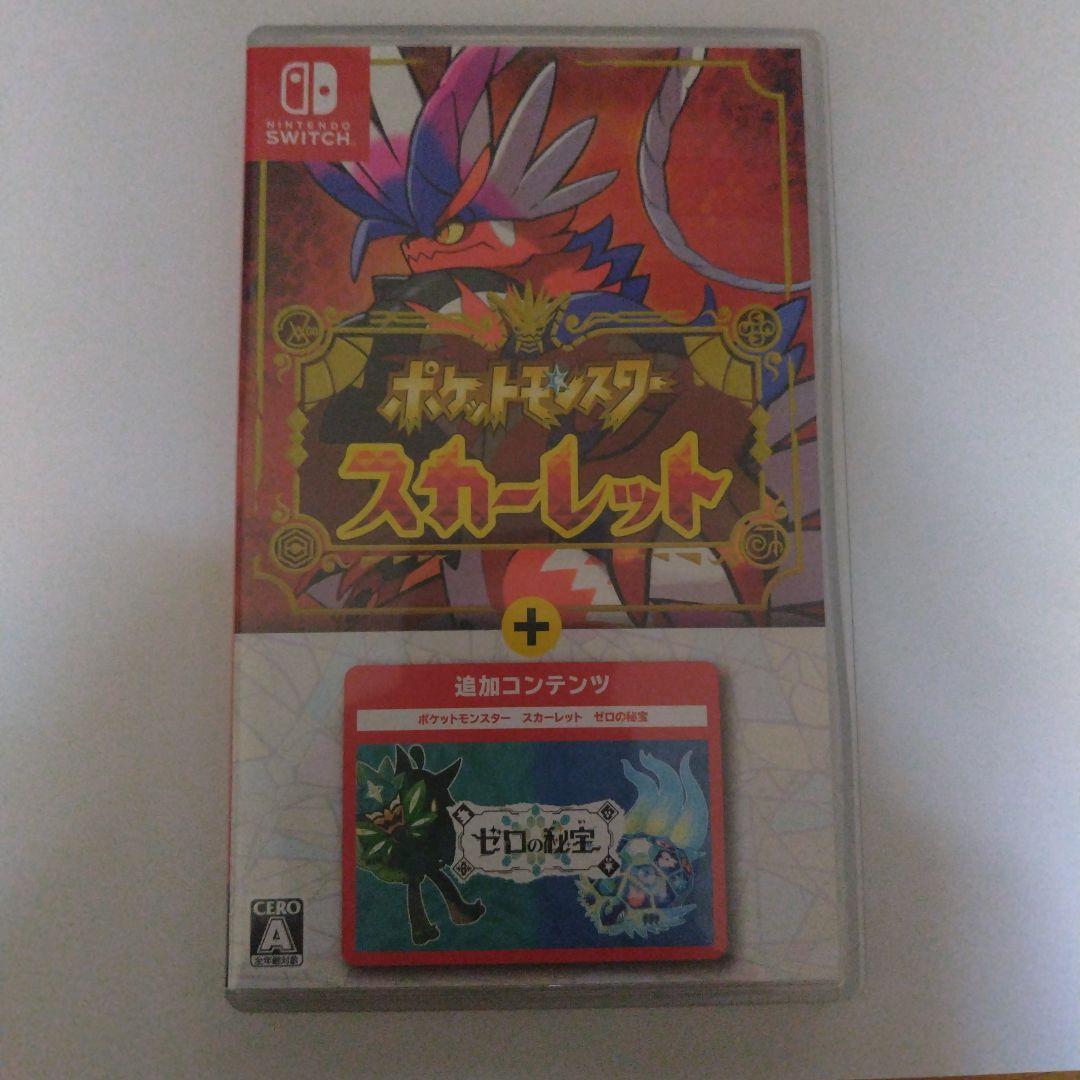 NINTENDO
SWITCH
ポケットモンスター
スカーレット
+
追加コンテンツ
ポケットモンスター スカーレット ゼロの秘宝
ゼロの秘宝
CERO
A
全年齢対象